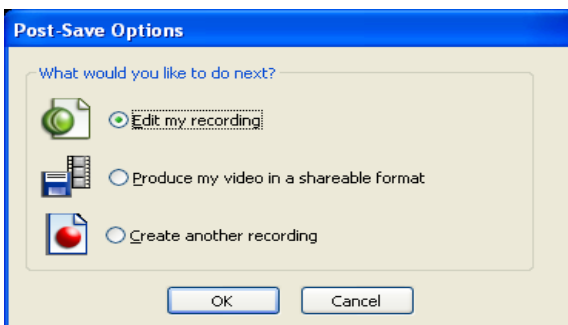 Post-Save Options
What would you like to do next?
Edit my recording
Produce my video in a shareable format
Create another recording
OK
Cancel